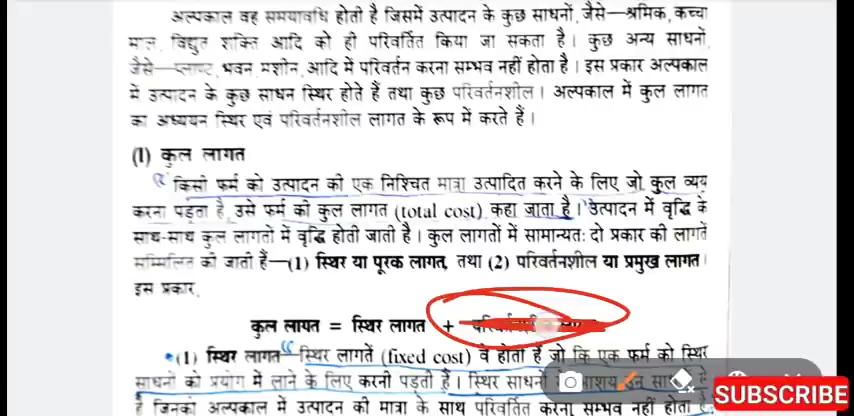 अल्पकाल वह समयावधि होती है जिसमें उत्पादन के कुछ साधनों, जैसे—श्रमिक, कच्चा
माल, विद्युत शक्ति आदि को ही परिवर्तित किया जा सकता है। कुछ अन्य साधनों,
जैसे—प्लाण्ट, भवन मशीन, आदि में परिवर्तन करना सम्भव नहीं होता है। इस प्रकार अल्पकाल
में उत्पादन के कुछ साधन स्थिर होते हैं तथा कुछ परिवर्तनशील। अल्पकाल में कुल लागत
का अध्ययन स्थिर एवं परिवर्तनशील लागत के रूप में करते हैं।
(I) कुल लागत
किसी फर्म को उत्पादन की एक निश्चित मात्रा उत्पादित करने के लिए जो कुल व्यय
करना पड़ता है, उसे फर्म की कुल लागत (total cost) कहा जाता है। उत्पादन में वृद्धि के
साथ-साथ कुल लागतों में वृद्धि होती जाती है। कुल लागतों में सामान्यतः दो प्रकार की लागतें
सम्मिलित की जाती हैं—(1) स्थिर या पूरक लागत, तथा (2) परिवर्तनशील या प्रमुख लागत।
इस प्रकार,
कुल लागत = स्थिर लागत +
(1) स्थिर लागत—स्थिर लागतें (fixed cost) वे होती हैं जो कि एक फर्म को स्थिर
साधनों को प्रयोग में लाने के लिए करनी पड़ती हैं। स्थिर साधनों
हैं जिनको अल्पकाल में उत्पादन की मात्रा के साथ परिवर्तित करना सम्भव नहीं होता
SUBSCRIBE